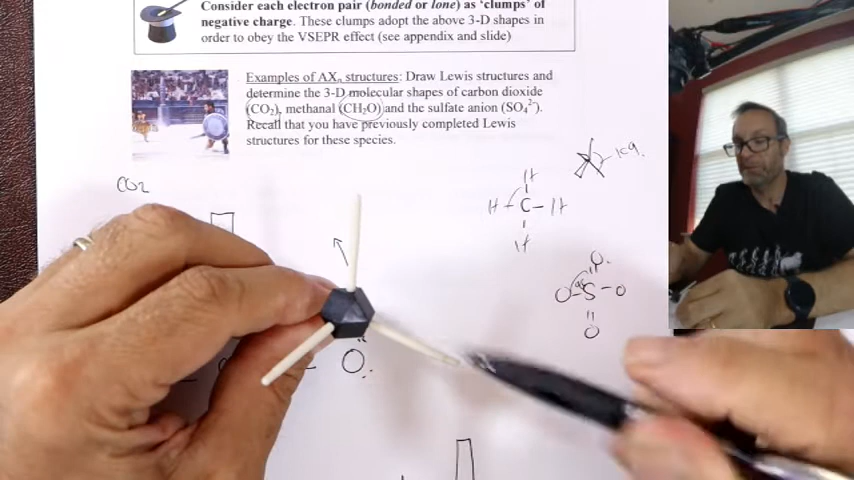 Consider each electron pair (bonded or lone) as 'clumps' of
negative charge. These clumps adopt the above 3-D shapes in
order to obey the VSEPR effect (see appendix and slide)
Examples of AXn structures: Draw Lewis structures and
determine the 3-D molecular shapes of carbon dioxide
(CO2), methanal (CH2O) and the sulfate anion (SO4 2-).
Recall that you have previously completed Lewis
structures for these species.
CO2
H
H - C - H
H
O
O - S - O
O
O